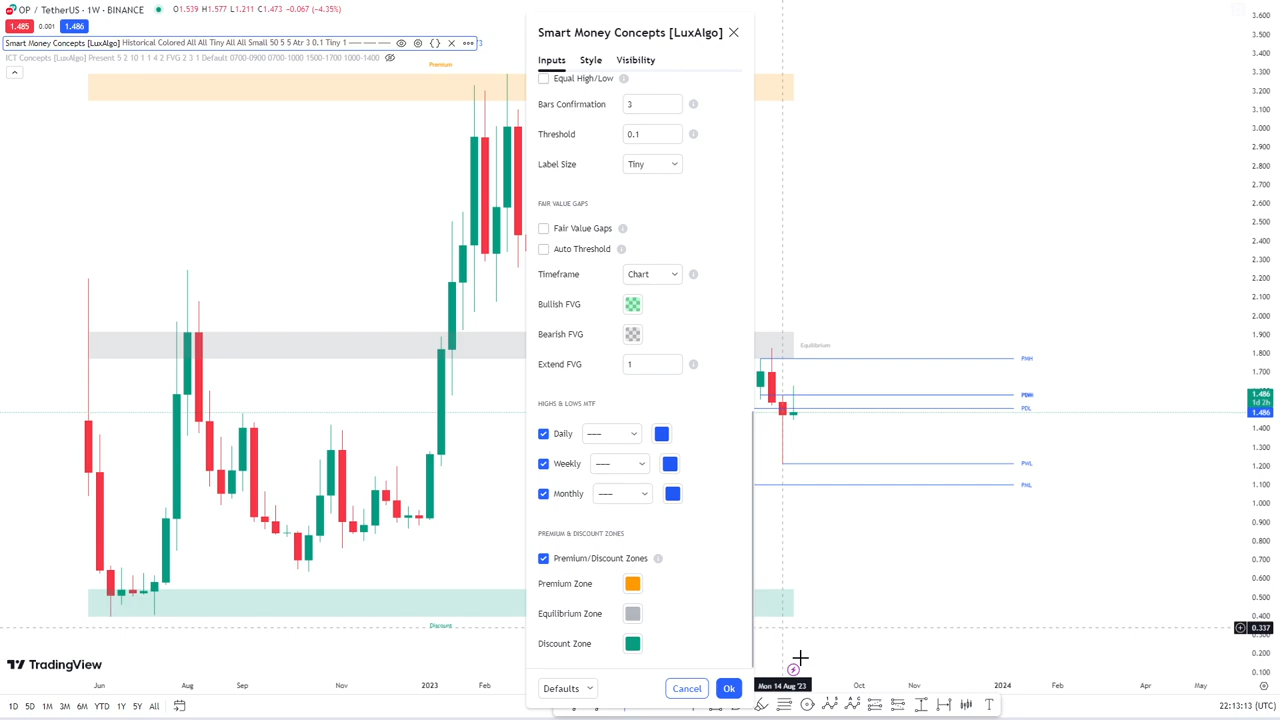 OP / TetherUS · 1W · BINANCE
O1.539 H1.577 L1.211 C1.473 −0.067 (−4.35%)
1.485 0.001 1.486
Smart Money Concepts [LuxAlgo] Historical Colored All All Tiny All All Small 50 5 5 Atr 3 0.1 Tiny 1
ICT Concepts [LuxAlgo] Present 5 2 10 1 1 4 2 FVG 2 3 1 Default 0700-0900 0700-1000 1500-1700 1000-1400
Premium
Equilibrium
Discount
Smart Money Concepts [LuxAlgo]
Inputs Style Visibility
Equal High/Low
Bars Confirmation 3
Threshold 0.1
Label Size Tiny
FAIR VALUE GAPS
Fair Value Gaps
Auto Threshold
Timeframe Chart
Bullish FVG
Bearish FVG
Extend FVG 1
HIGHS & LOWS MTF
Daily
Weekly
Monthly
PREMIUM & DISCOUNT ZONES
Premium/Discount Zones
Premium Zone
Equilibrium Zone
Discount Zone
Defaults Cancel Ok
PDL
PWL
3.600
3.500
3.400
3.300
3.200
3.100
3.000
2.900
2.800
2.700
2.600
2.500
2.400
2.300
2.200
2.100
2.000
1.900
1.800
1.700
1.486
1d 2h
1.486
1.400
1.300
1.200
1.100
1.000
0.900
0.800
0.700
0.600
0.500
0.400
0.337
0.200
0.100
TradingView
Aug Sep Nov 2023 Feb Mon 14 Aug '23 Oct Nov 2024 Feb Apr May
1D 5D 1M 3M 6M YTD 1Y 5Y All
22:13:13 (UTC)